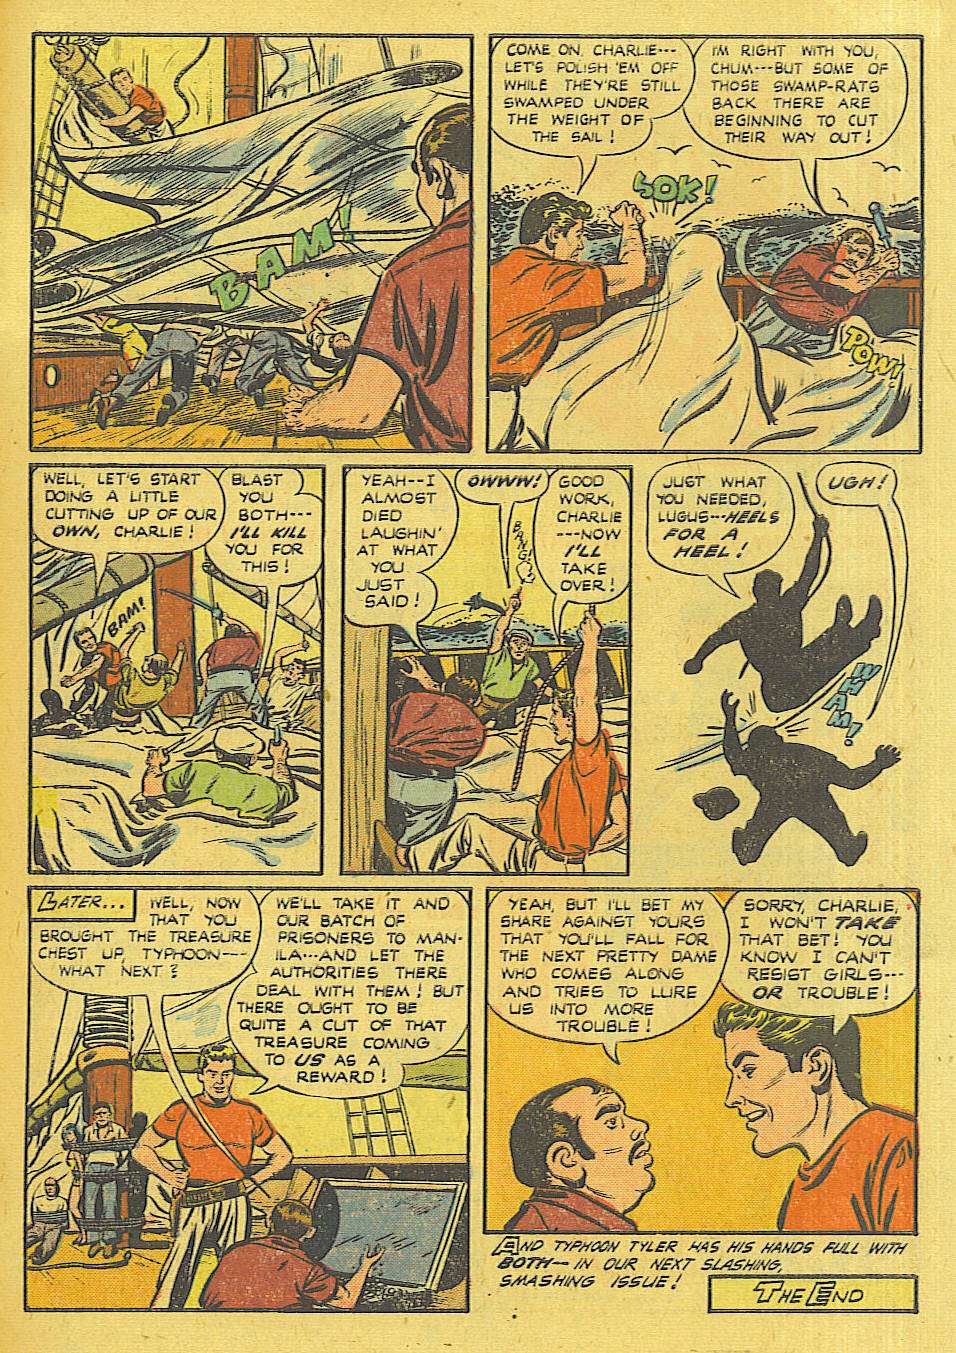 BAM!
COME ON, CHARLIE---
LET'S POLISH 'EM OFF
WHILE THEY'RE STILL
SWAMPED UNDER
THE WEIGHT OF
THE SAIL!
I'M RIGHT WITH YOU,
CHUM---BUT SOME OF
THOSE SWAMP-RATS
BACK THERE ARE
BEGINNING TO CUT
THEIR WAY OUT!
SOK!
POW!
WELL, LET'S START
DOING A LITTLE
CUTTING UP OF OUR
OWN, CHARLIE!
BLAST
YOU
BOTH---
I'LL KILL
YOU FOR
THIS!
BAM!
YEAH--I
ALMOST
DIED
LAUGHIN'
AT WHAT
YOU
JUST
SAID!
OWWW!
BANG!
GOOD
WORK,
CHARLIE
---NOW
I'LL
TAKE
OVER!
JUST WHAT
YOU NEEDED,
LUGUS---HEELS
FOR A
HEEL!
UGH!
WHAM!
LATER...
WELL, NOW
THAT YOU
BROUGHT THE TREASURE
CHEST UP, TYPHOON---
WHAT NEXT?
WE'LL TAKE IT AND
OUR BATCH OF
PRISONERS TO MAN-
ILA---AND LET THE
AUTHORITIES THERE
DEAL WITH THEM! BUT
THERE OUGHT TO BE
QUITE A CUT OF THAT
TREASURE COMING
TO US AS A
REWARD!
YEAH, BUT I'LL BET MY
SHARE AGAINST YOURS
THAT YOU'LL FALL FOR
THE NEXT PRETTY DAME
WHO COMES ALONG
AND TRIES TO LURE
US INTO MORE
TROUBLE!
SORRY, CHARLIE,
I WON'T TAKE
THAT BET! YOU
KNOW I CAN'T
RESIST GIRLS---
OR TROUBLE!
AND TYPHOON TYLER HAS HIS HANDS FULL WITH
BOTH-- IN OUR NEXT SLASHING,
SMASHING ISSUE!
THE END